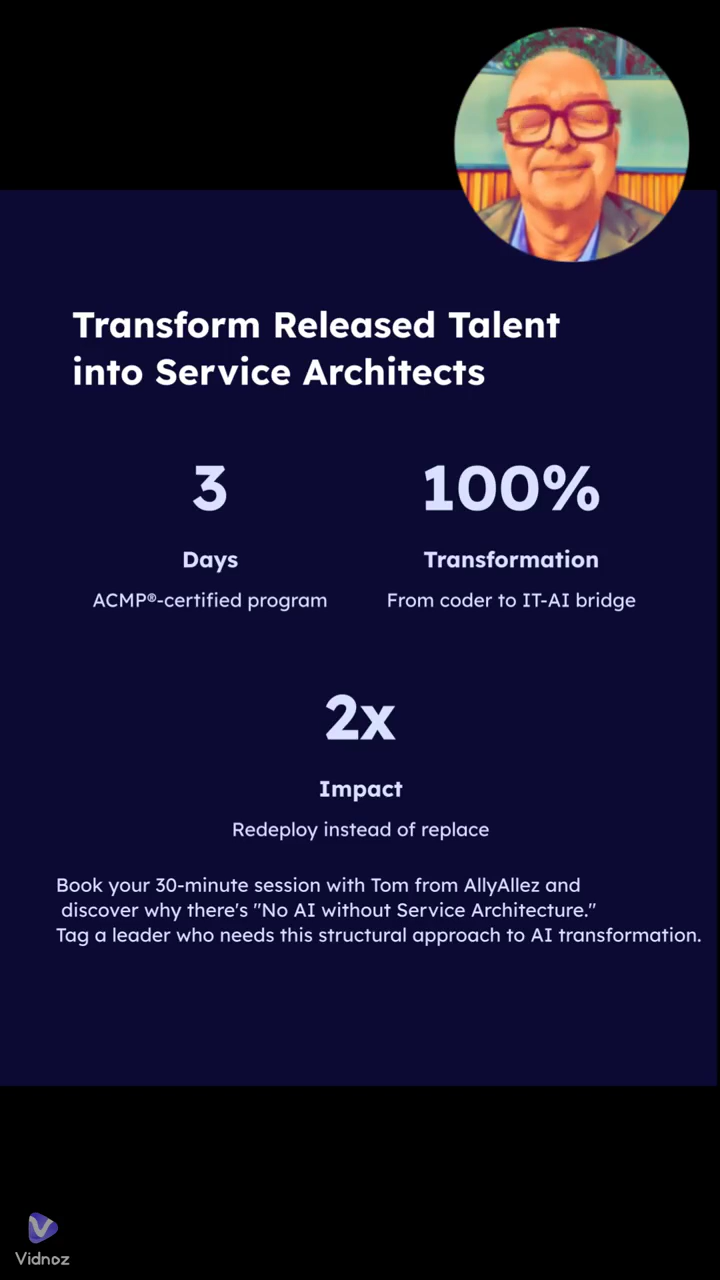 Transform Released Talent
into Service Architects
3
100%
Days
Transformation
ACMP®-certified program
From coder to IT-AI bridge
2x
Impact
Redeploy instead of replace
Book your 30-minute session with Tom from AllyAllez and
discover why there's "No AI without Service Architecture."
Tag a leader who needs this structural approach to AI transformation.
Vidnoz